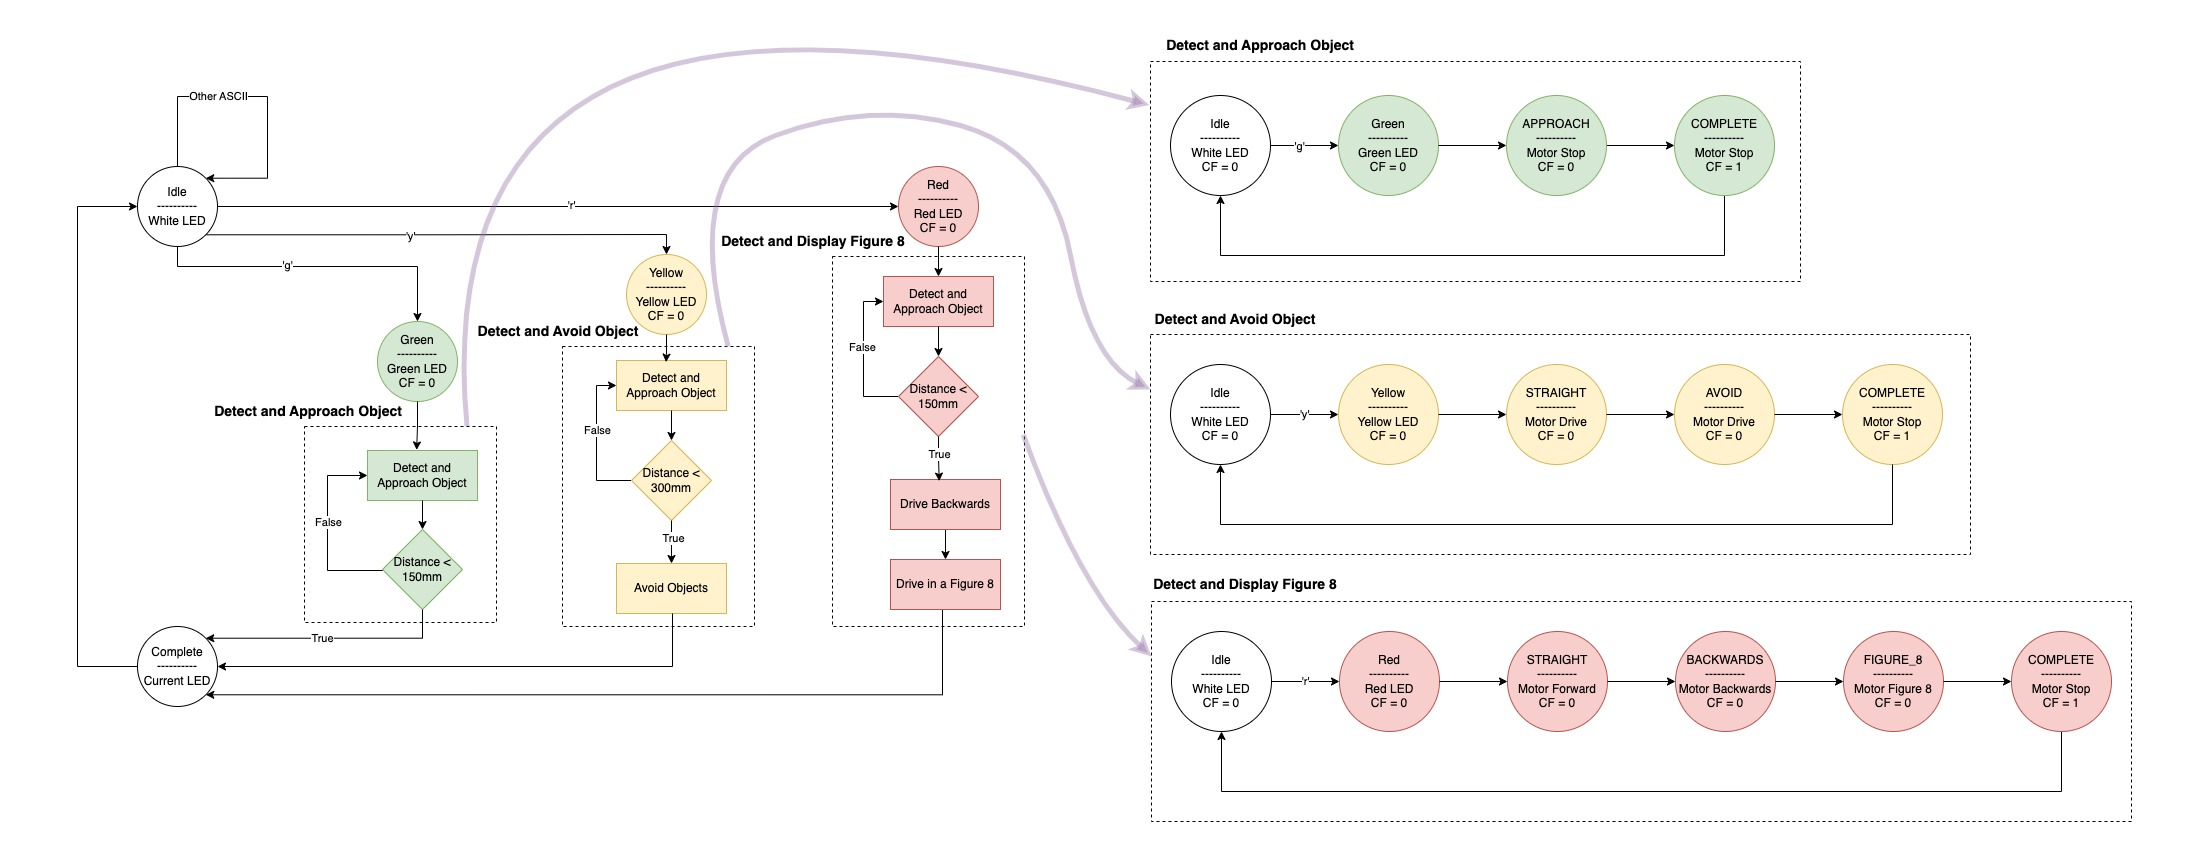 Other ASCII
Idle
----------
White LED
'r'
'y'
'g'
Red
----------
Red LED
CF = 0
Yellow
----------
Yellow LED
CF = 0
Green
----------
Green LED
CF = 0
Detect and Approach Object
Detect and
Approach Object
False
Distance <
150mm
True
Detect and Avoid Object
Detect and
Approach Object
False
Distance <
300mm
True
Avoid Objects
Detect and Display Figure 8
Detect and
Approach Object
False
Distance <
150mm
True
Drive Backwards
Drive in a Figure 8
Complete
----------
Current LED
Detect and Approach Object
Idle
----------
White LED
CF = 0
'g'
Green
----------
Green LED
CF = 0
APPROACH
----------
Motor Stop
CF = 0
COMPLETE
----------
Motor Stop
CF = 1
Detect and Avoid Object
Idle
----------
White LED
CF = 0
'y'
Yellow
----------
Yellow LED
CF = 0
STRAIGHT
----------
Motor Drive
CF = 0
AVOID
----------
Motor Drive
CF = 0
COMPLETE
----------
Motor Stop
CF = 1
Detect and Display Figure 8
Idle
----------
White LED
CF = 0
'r'
Red
----------
Red LED
CF = 0
STRAIGHT
----------
Motor Forward
CF = 0
BACKWARDS
----------
Motor Backwards
CF = 0
FIGURE_8
----------
Motor Figure 8
CF = 0
COMPLETE
----------
Motor Stop
CF = 1